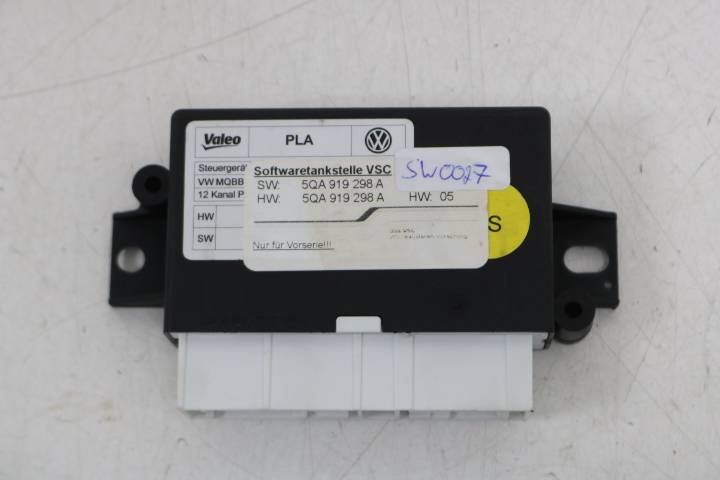 Valeo PLA
Steuergerä
VW MQBB
12 Kanal P
HW
SW
Softwaretankstelle VSC
SW: 5QA 919 298 A
HW: 5QA 919 298 A HW: 05
Nur für Vorserie!!!
SW0027
S